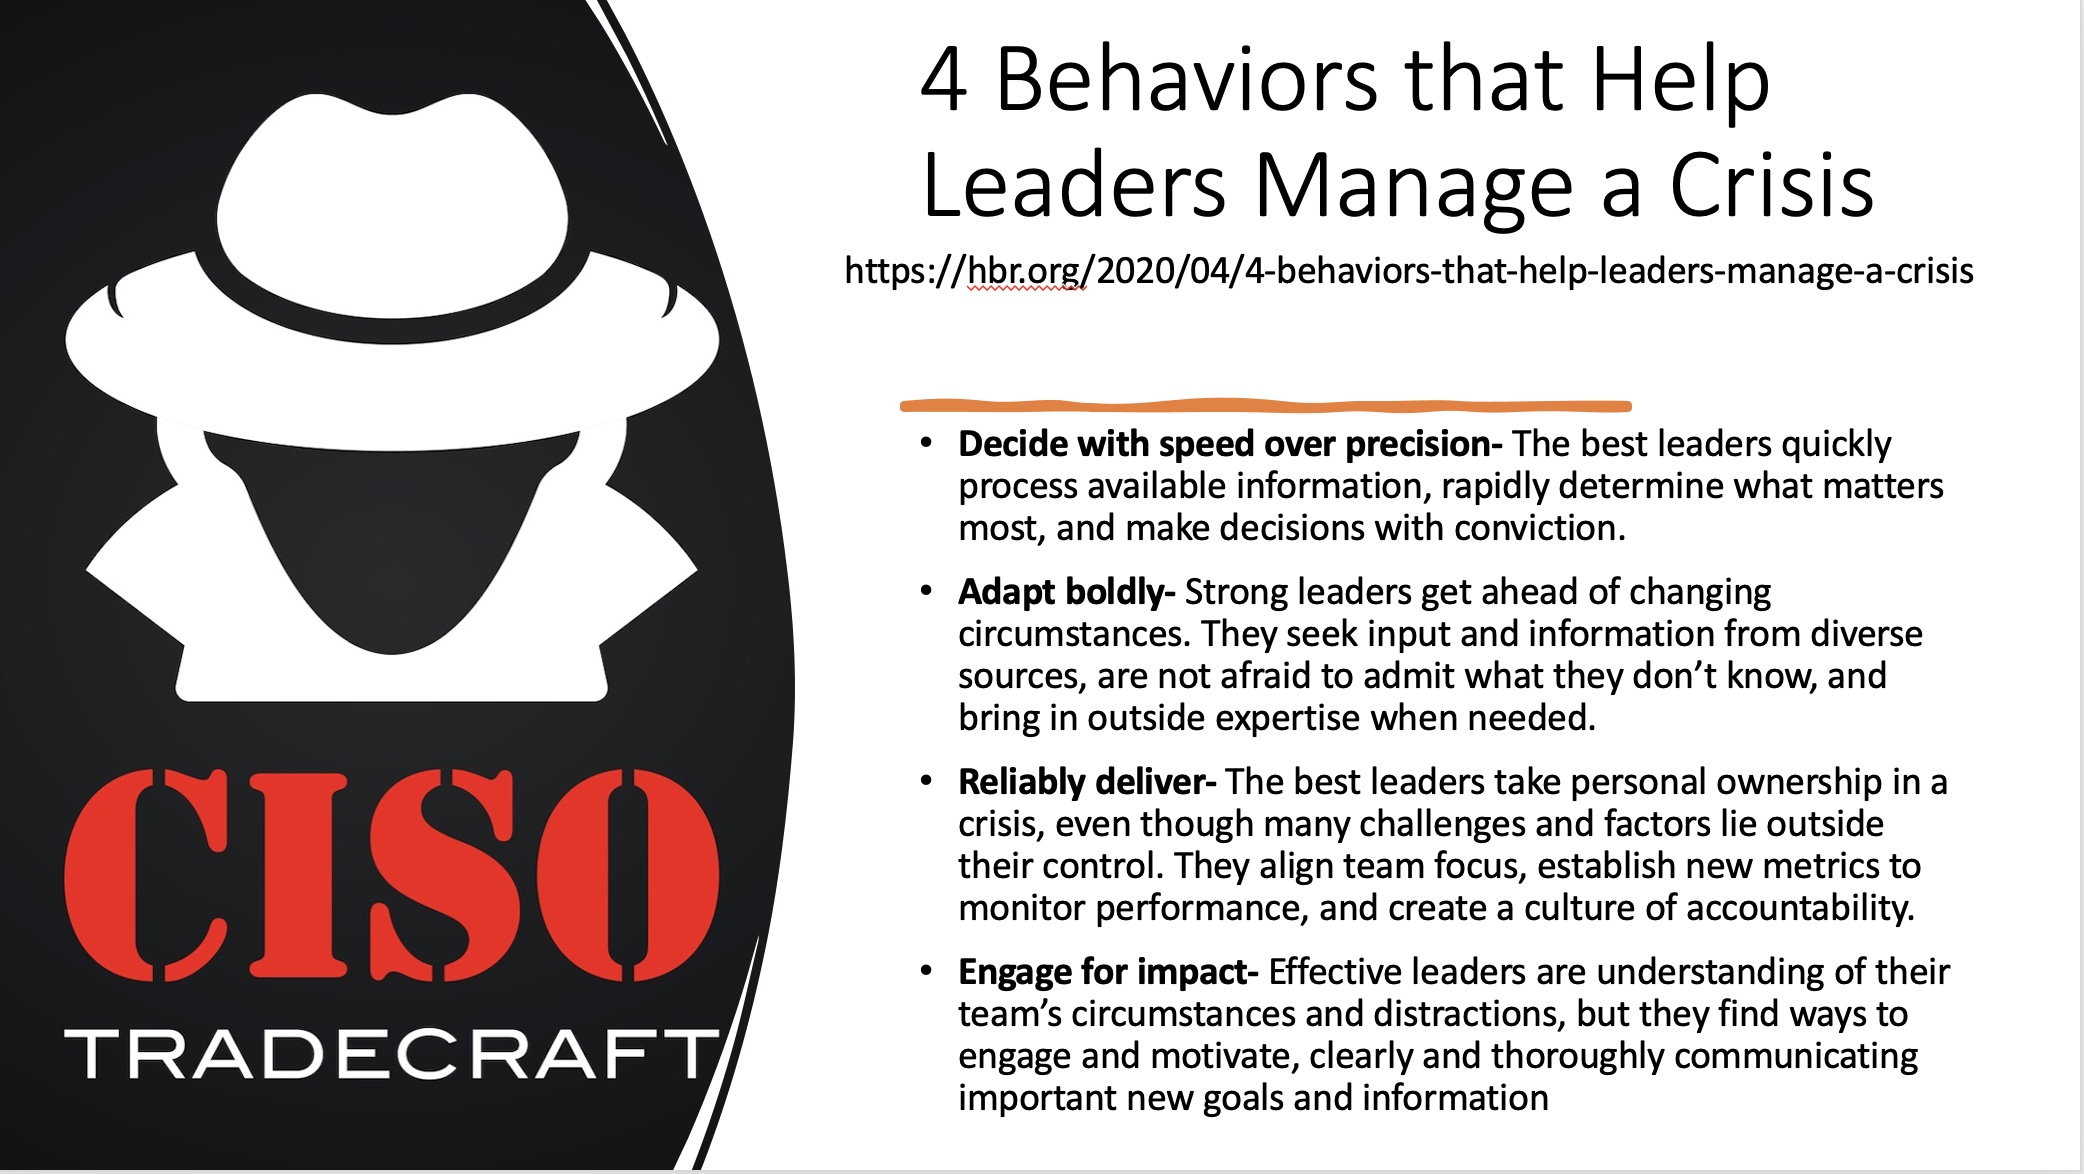 4 Behaviors that Help
Leaders Manage a Crisis
https://hbr.org/2020/04/4-behaviors-that-help-leaders-manage-a-crisis
• Decide with speed over precision- The best leaders quickly
process available information, rapidly determine what matters
most, and make decisions with conviction.
• Adapt boldly- Strong leaders get ahead of changing
circumstances. They seek input and information from diverse
sources, are not afraid to admit what they don’t know, and
bring in outside expertise when needed.
• Reliably deliver- The best leaders take personal ownership in a
crisis, even though many challenges and factors lie outside
their control. They align team focus, establish new metrics to
monitor performance, and create a culture of accountability.
• Engage for impact- Effective leaders are understanding of their
team’s circumstances and distractions, but they find ways to
engage and motivate, clearly and thoroughly communicating
important new goals and information
CISO
TRADECRAFT